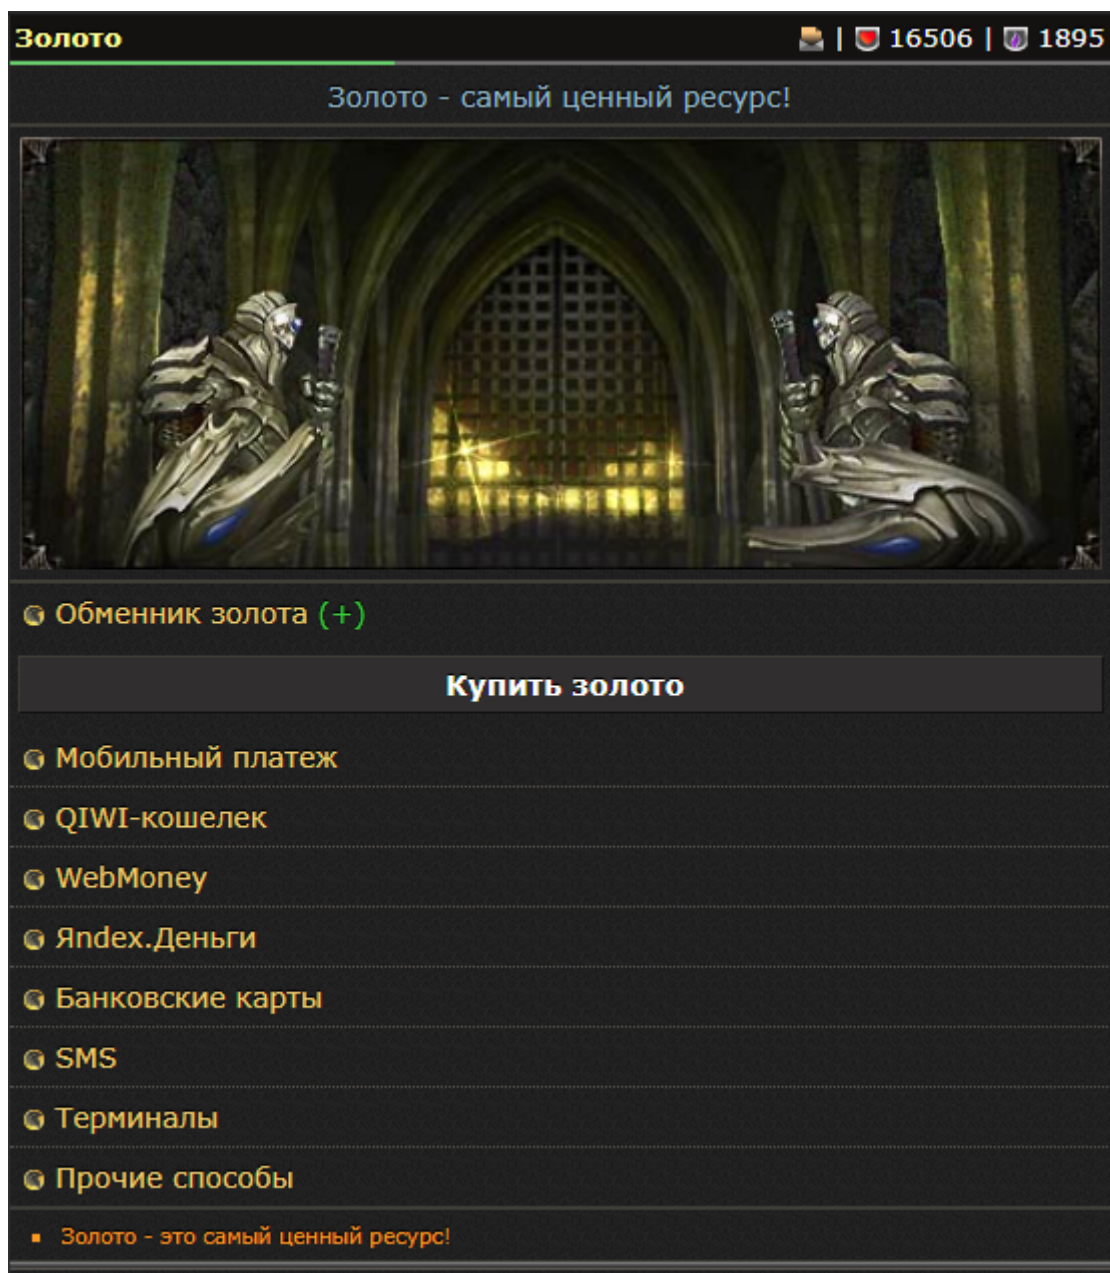 Золото | 16506 | 1895
Золото - самый ценный ресурс!
Обменник золота (+)
Купить золото
Мобильный платеж
QIWI-кошелек
WebMoney
Яndex.Деньги
Банковские карты
SMS
Терминалы
Прочие способы
Золото - это самый ценный ресурс!